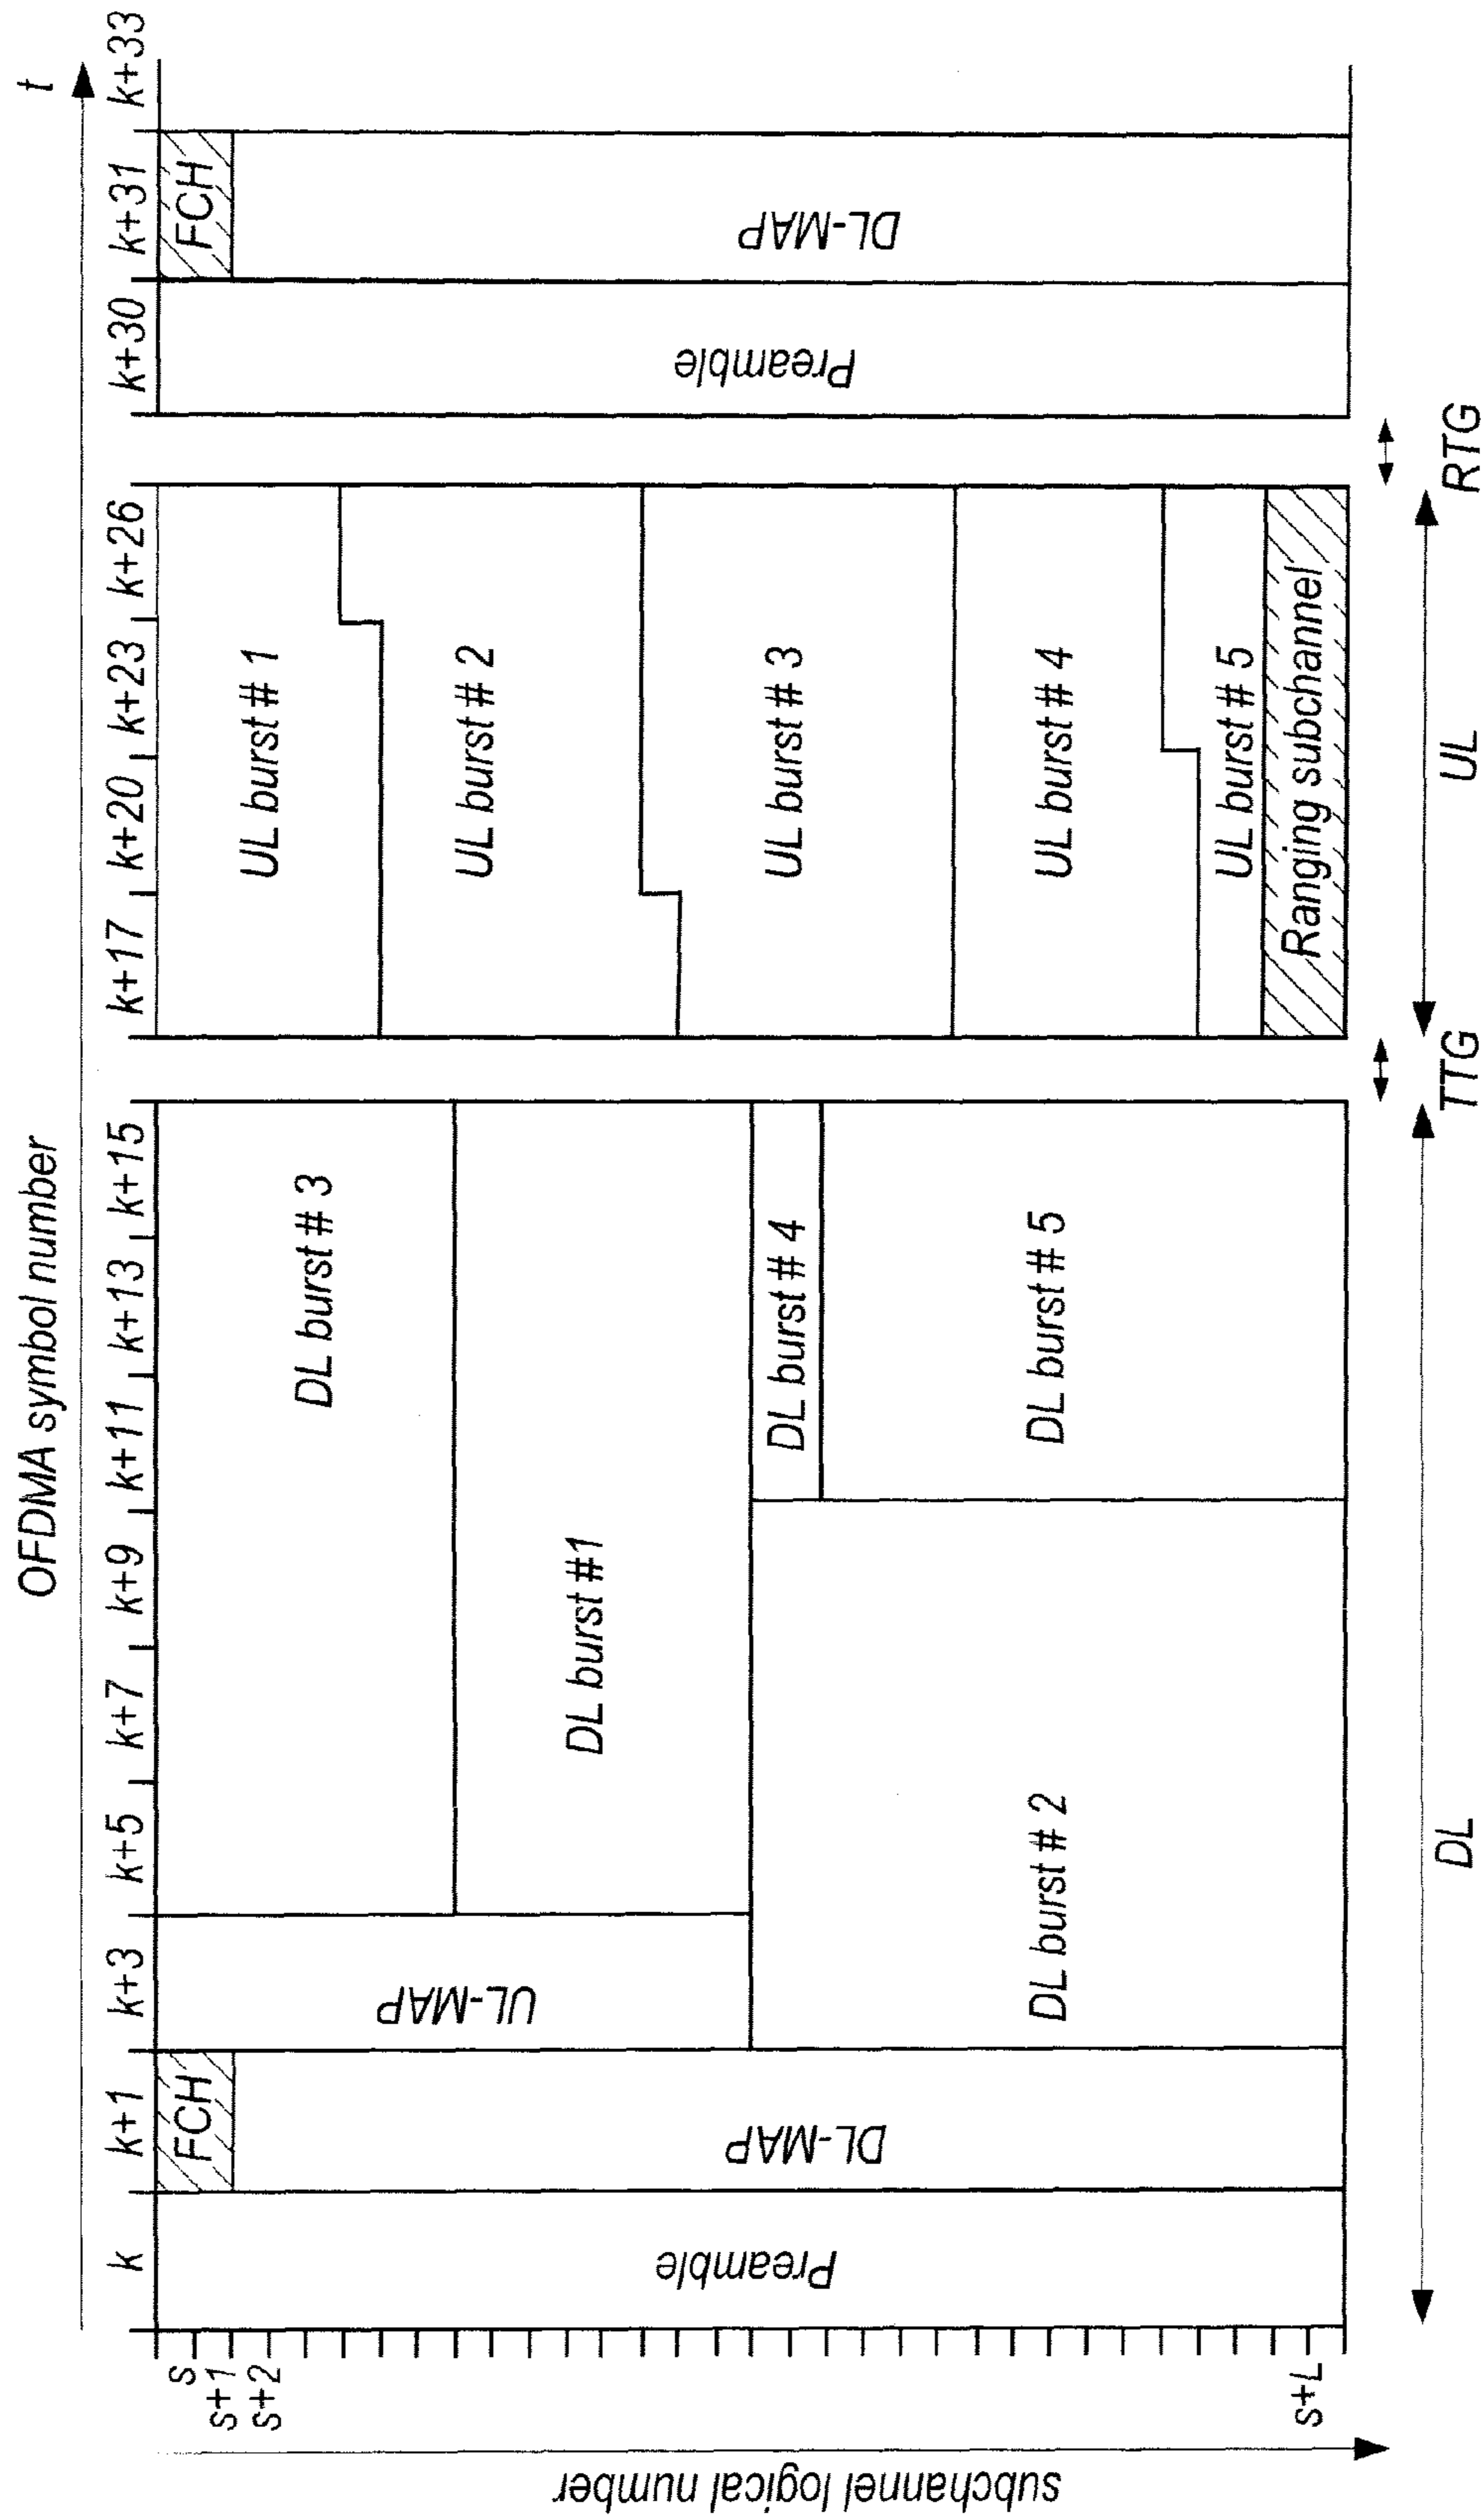 OFDMA symbol number
t
k
k+1
k+3
k+5
k+7
k+9
k+11
k+13
k+15
k+17
k+20
k+23
k+26
k+30
k+31
k+33
subchannel logical number
s
s+1
s+2
s+L
Preamble
FCH
DL-MAP
UL-MAP
DL burst # 3
DL burst #1
DL burst # 2
DL burst # 4
DL burst # 5
UL burst # 1
UL burst # 2
UL burst # 3
UL burst # 4
UL burst # 5
Ranging subchannel
Preamble
FCH
DL-MAP
DL
TTG
UL
RTG